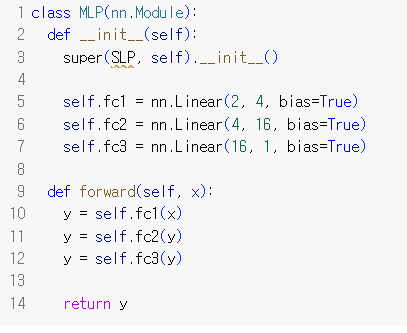 1 class MLP(nn.Module):
2   def __init__(self):
3     super(SLP, self).__init__()
4
5     self.fc1 = nn.Linear(2, 4, bias=True)
6     self.fc2 = nn.Linear(4, 16, bias=True)
7     self.fc3 = nn.Linear(16, 1, bias=True)
8
9   def forward(self, x):
10     y = self.fc1(x)
11     y = self.fc2(y)
12     y = self.fc3(y)
13
14     return y